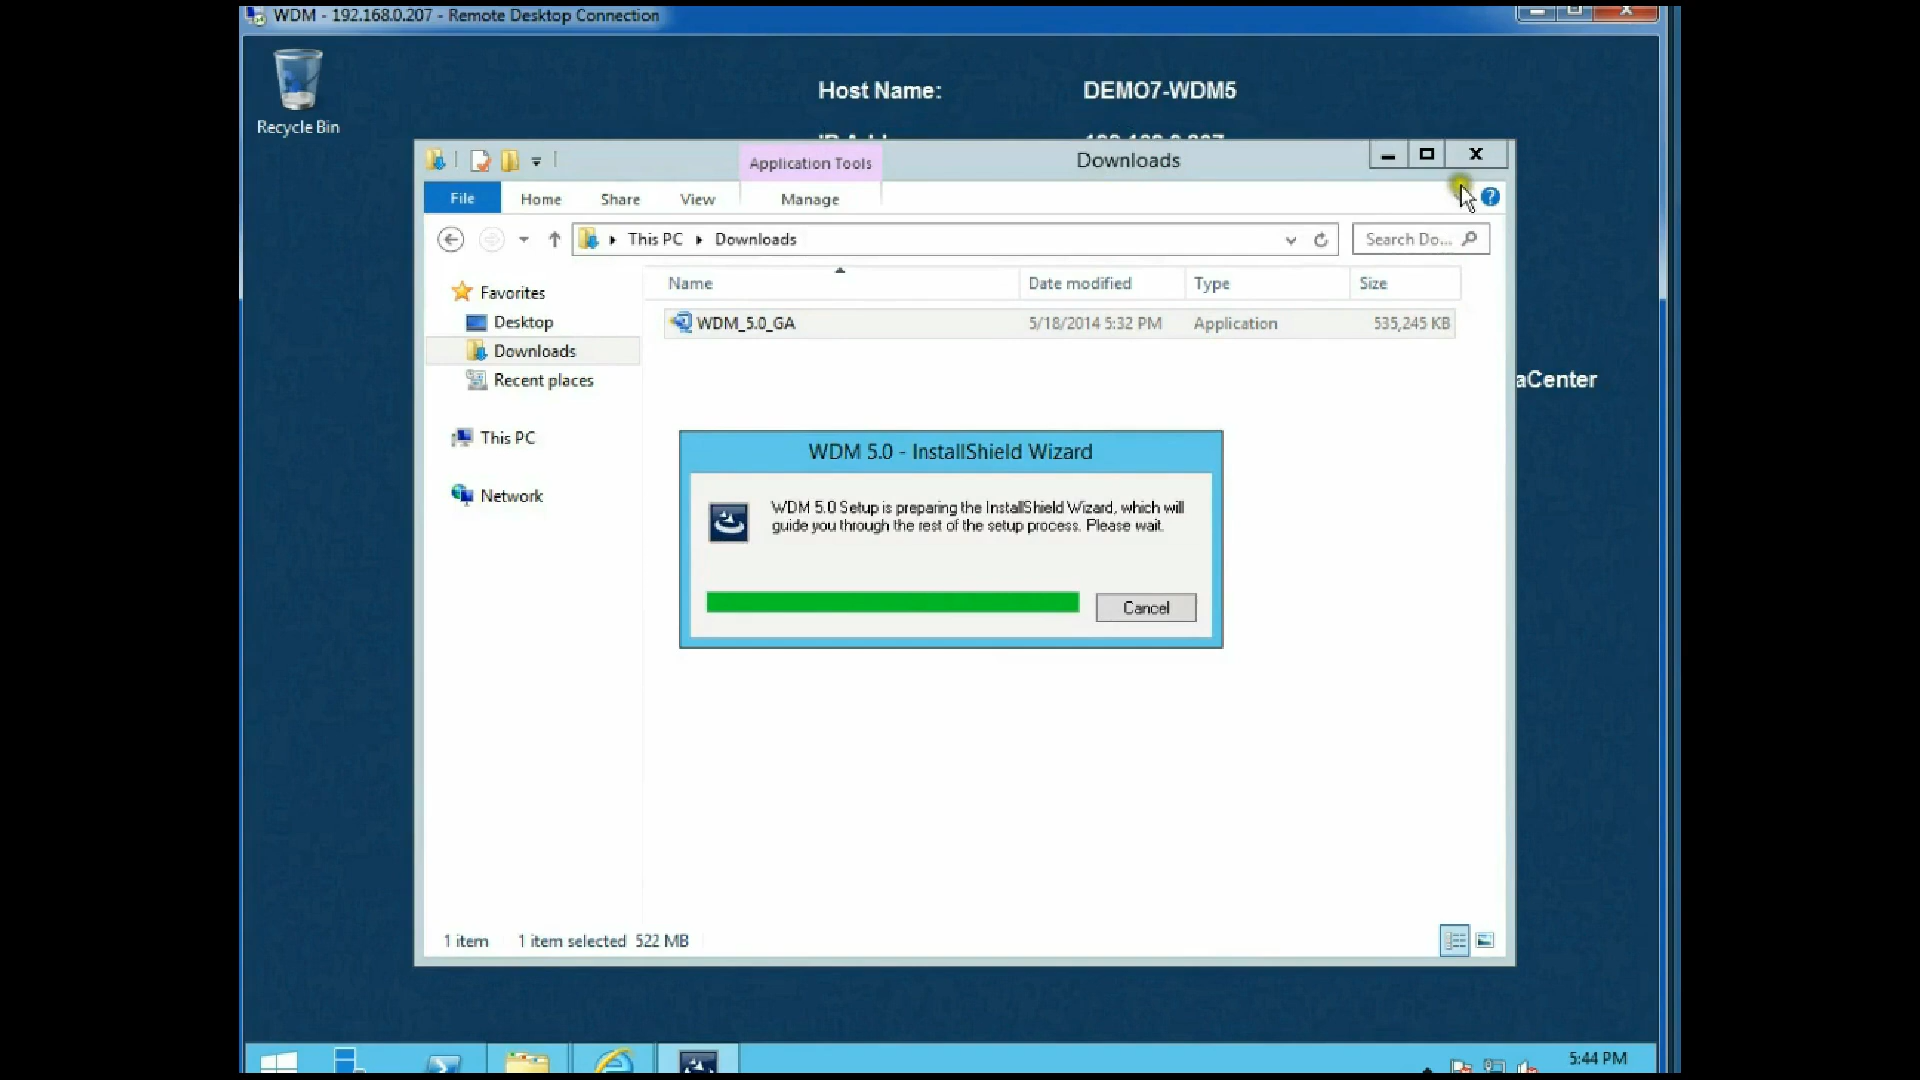 WDM - 192.168.0.207 - Remote Desktop Connection
Recycle Bin
Host Name: DEMO7-WDM5
Application Tools
Downloads
File Home Share View Manage
This PC Downloads
Search Do...
Name Date modified Type Size
WDM_5.0_GA 5/18/2014 5:32 PM Application 535,245 KB
Favorites
Desktop
Downloads
Recent places
This PC
Network
aCenter
WDM 5.0 - InstallShield Wizard
WDM 5.0 Setup is preparing the InstallShield Wizard, which will
guide you through the rest of the setup process. Please wait.
Cancel
1 item 1 item selected 522 MB
5:44 PM